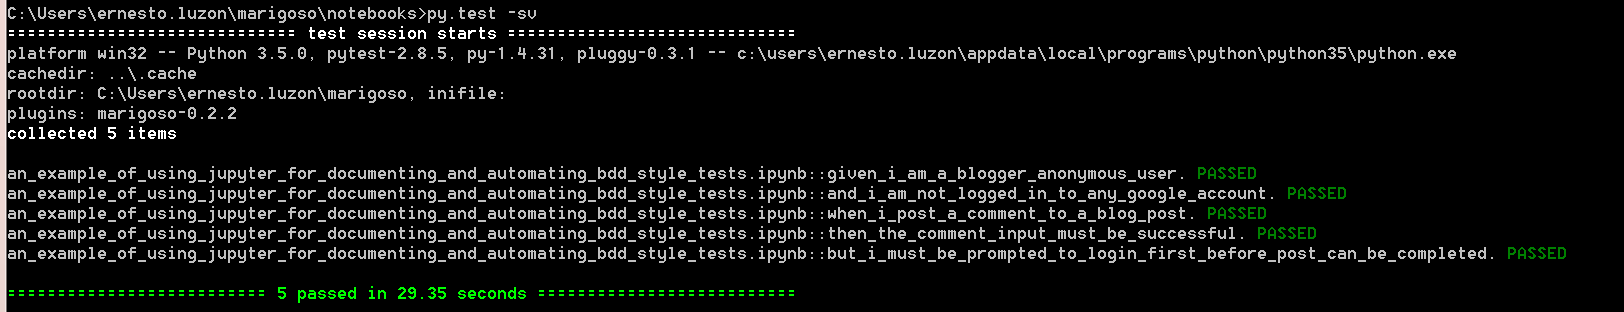 C:\Users\ernesto.luzon\marigoso\notebooks>py.test -sv
============================= test session starts =============================
platform win32 -- Python 3.5.0, pytest-2.8.5, py-1.4.31, pluggy-0.3.1 -- c:\users\ernesto.luzon\appdata\local\programs\python\python35\python.exe
cachedir: ..\.cache
rootdir: C:\Users\ernesto.luzon\marigoso, inifile:
plugins: marigoso-0.2.2
collected 5 items
an_example_of_using_jupyter_for_documenting_and_automating_bdd_style_tests.ipynb::given_i_am_a_blogger_anonymous_user. PASSED
an_example_of_using_jupyter_for_documenting_and_automating_bdd_style_tests.ipynb::and_i_am_not_logged_in_to_any_google_account. PASSED
an_example_of_using_jupyter_for_documenting_and_automating_bdd_style_tests.ipynb::when_i_post_a_comment_to_a_blog_post. PASSED
an_example_of_using_jupyter_for_documenting_and_automating_bdd_style_tests.ipynb::then_the_comment_input_must_be_successful. PASSED
an_example_of_using_jupyter_for_documenting_and_automating_bdd_style_tests.ipynb::but_i_must_be_prompted_to_login_first_before_post_can_be_completed. PASSED
========================== 5 passed in 29.35 seconds ==========================